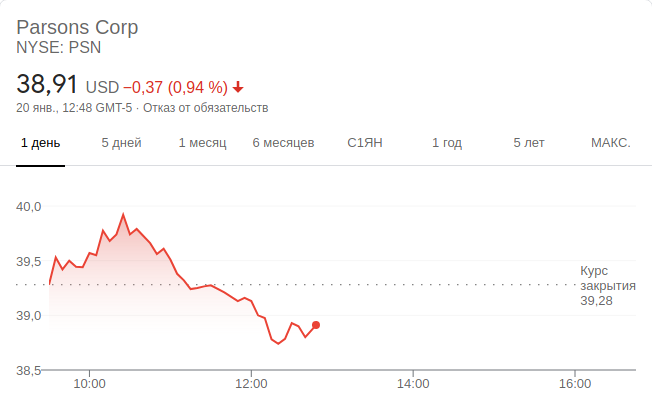 Parsons Corp
NYSE: PSN
38,91 USD −0,37 (0,94 %)
20 янв., 12:48 GMT-5 · Отказ от обязательств
1 день 5 дней 1 месяц 6 месяцев С1ЯН 1 год 5 лет МАКС.
40,0
39,5
Курс
закрытия
39,28
39,0
38,5
10:00 12:00 14:00 16:00